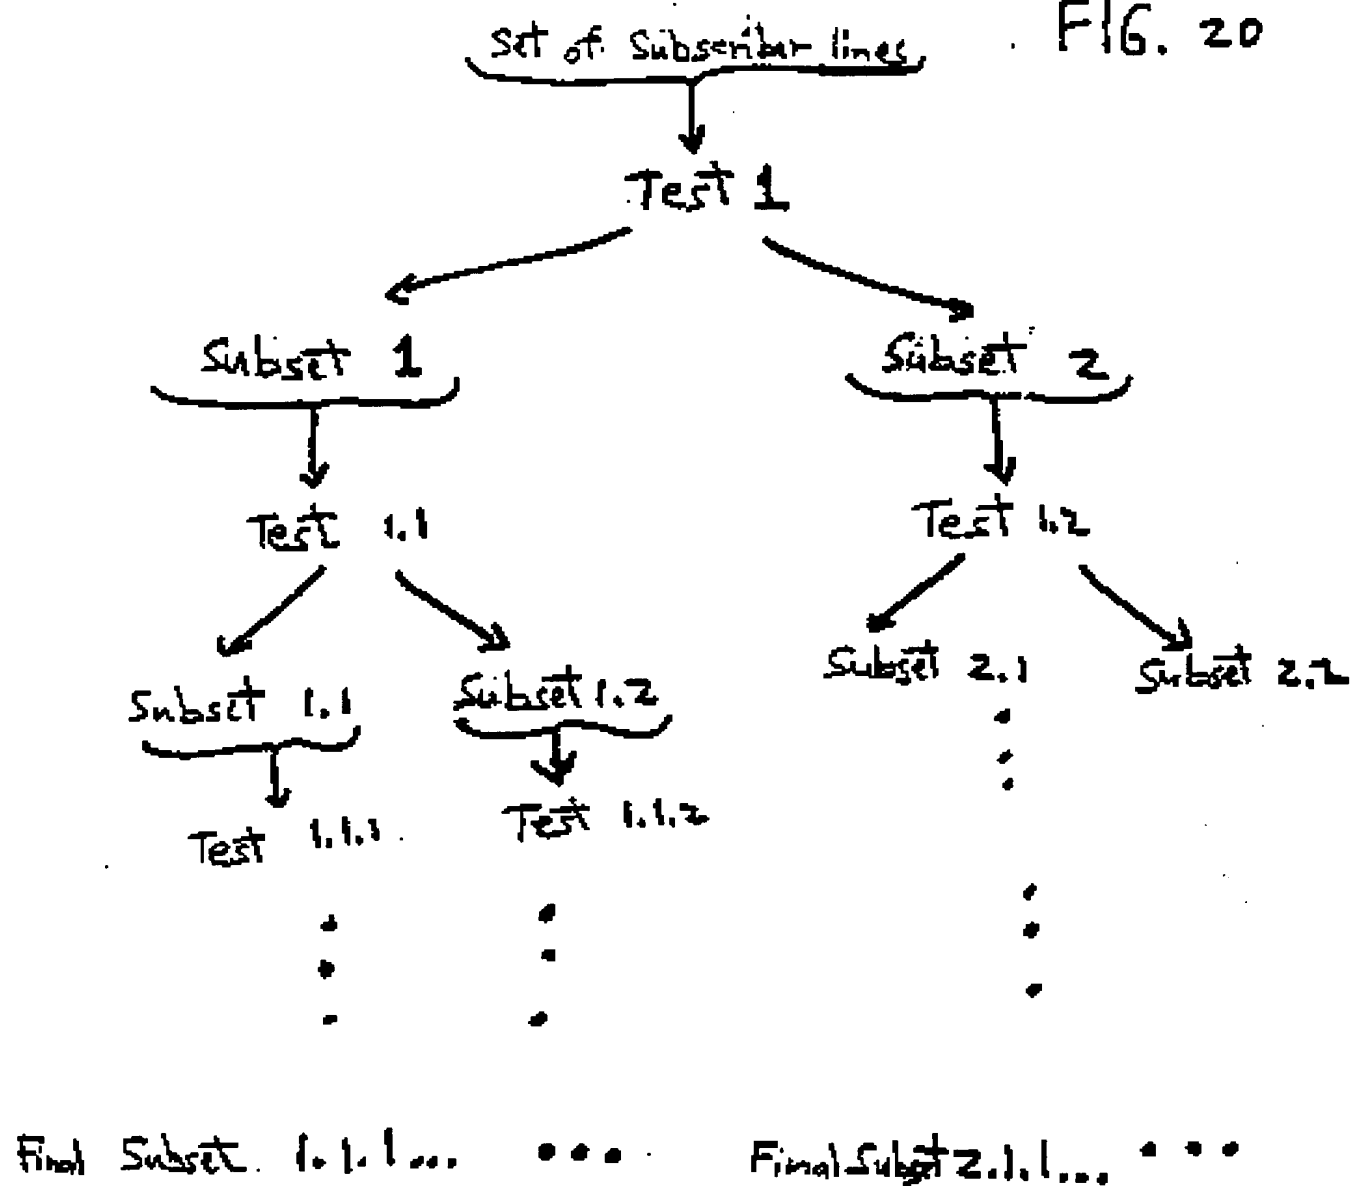 FIG. 20
Set of Subscriber lines
Test 1
Subset 1
Subset 2
Test 1.1
Test 1.2
Subset 1.1
Subset 1.2
Subset 2.1
Subset 2.2
Test 1.1.1
Test 1.1.2
Final Subset 1.1.1...
Final Subset 2.1.1...